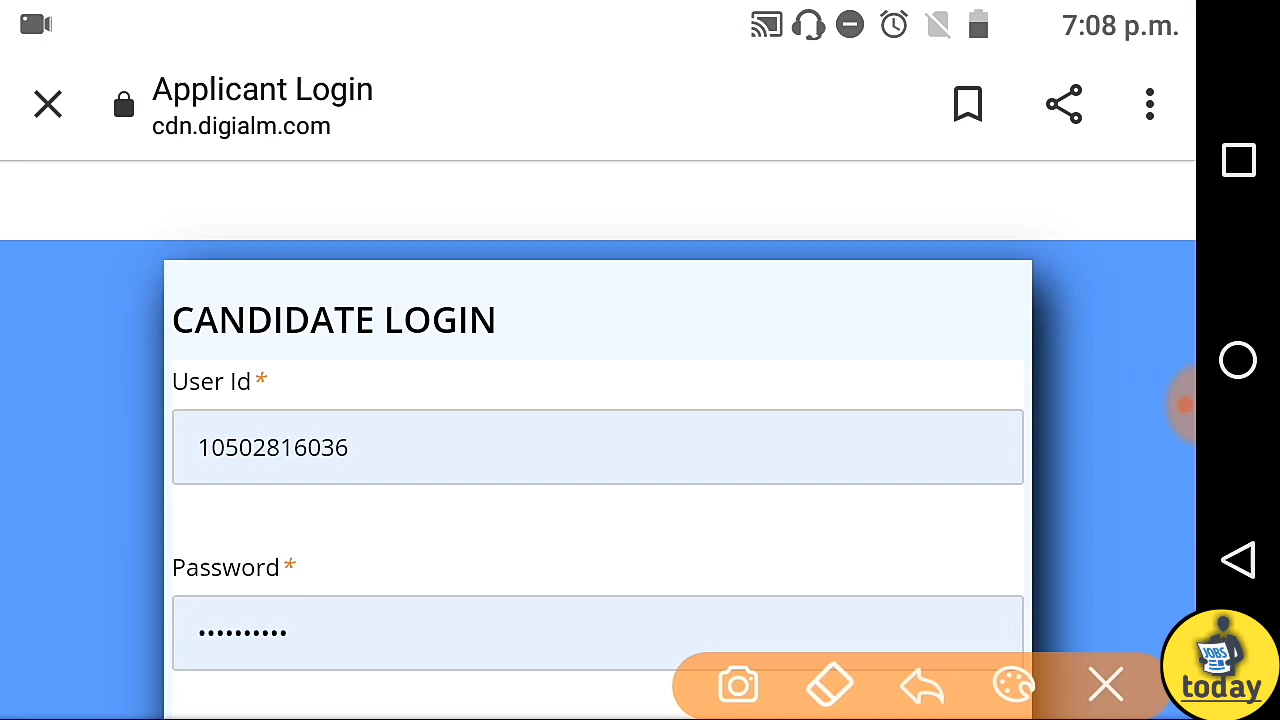 7:08 p.m.
Applicant Login
cdn.digialm.com
CANDIDATE LOGIN
User Id*
10502816036
Password*
••••••••••
JOBS
today